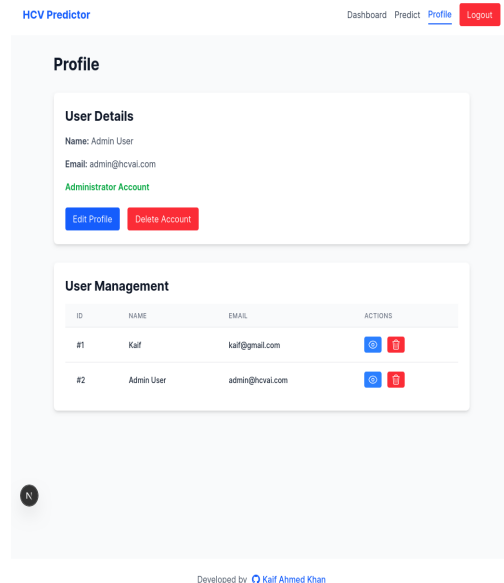 HCV Predictor
Dashboard Predict Profile Logout
Profile
User Details
Name: Admin User
Email: admin@hcvai.com
Administrator Account
Edit Profile Delete Account
User Management
ID NAME EMAIL ACTIONS
#1 Kaif kaif@gmail.com
#2 Admin User admin@hcvai.com
N
Developed by Kaif Ahmed Khan